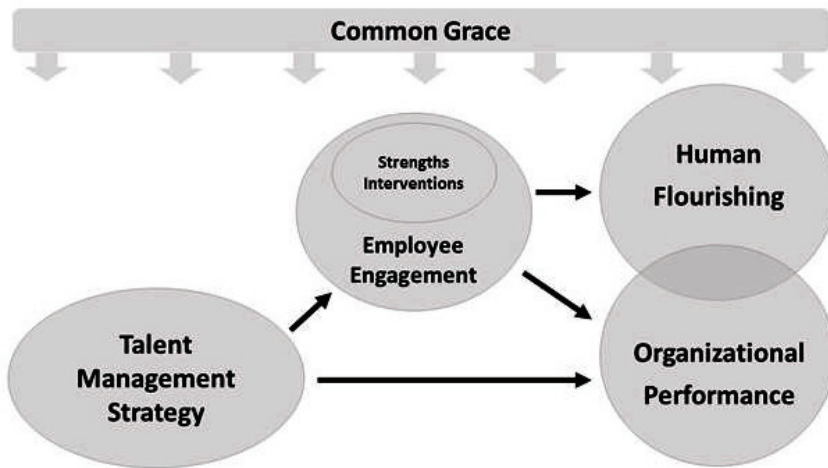 Common Grace
Strengths
Interventions
Employee
Engagement
Human
Flourishing
Talent
Management
Strategy
Organizational
Performance